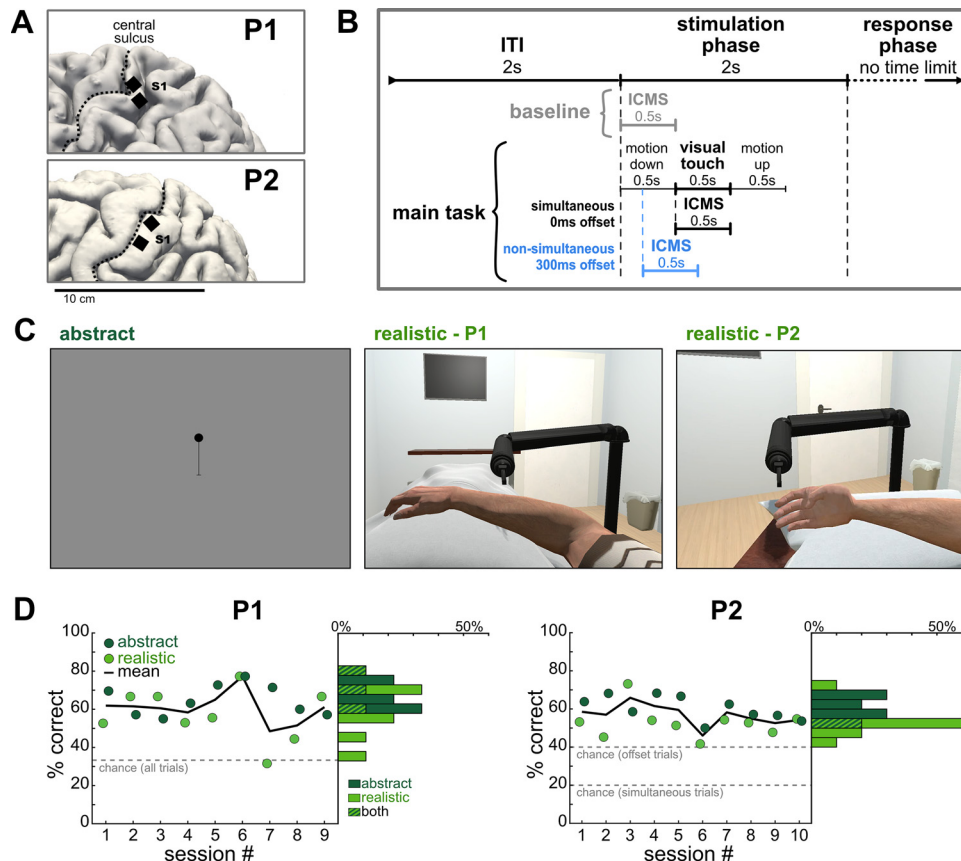 A
central
sulcus
P1
S1
P2
S1
10 cm
B
ITI
2s
stimulation
phase
2s
response
phase
no time limit
baseline
ICMS
0.5s
main task
motion
down
0.5s
visual
touch
0.5s
motion
up
0.5s
simultaneous
0ms offset
ICMS
0.5s
non-simultaneous
300ms offset
ICMS
0.5s
C
abstract
realistic - P1
realistic - P2
D
P1
% correct
100
80
60
40
20
0
abstract
realistic
mean
chance (all trials)
1 2 3 4 5 6 7 8 9
session #
0% 50%
abstract
realistic
both
P2
% correct
100
80
60
40
20
0
chance (offset trials)
chance (simultaneous trials)
1 2 3 4 5 6 7 8 9 10
session #
0% 50%